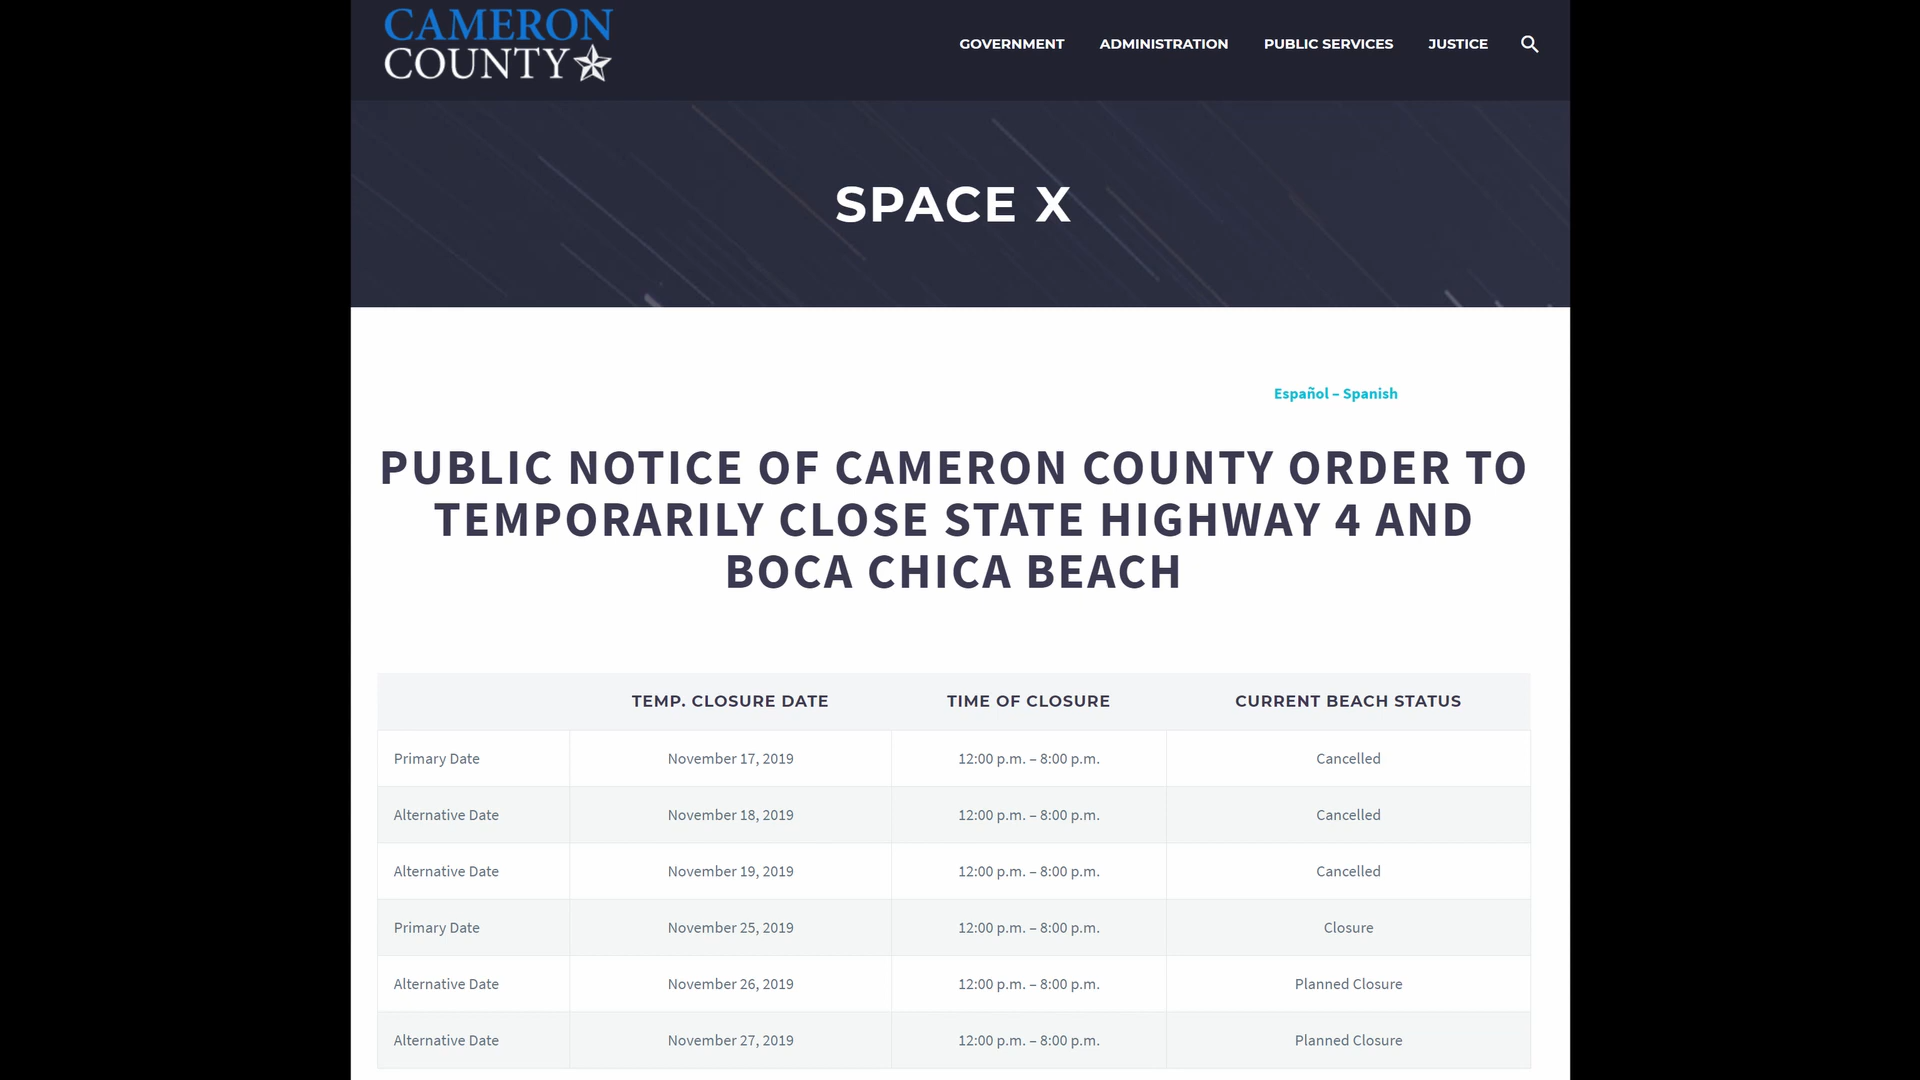 CAMERON
COUNTY
GOVERNMENT ADMINISTRATION PUBLIC SERVICES JUSTICE
SPACE X
Español – Spanish
PUBLIC NOTICE OF CAMERON COUNTY ORDER TO
TEMPORARILY CLOSE STATE HIGHWAY 4 AND
BOCA CHICA BEACH
TEMP. CLOSURE DATE TIME OF CLOSURE CURRENT BEACH STATUS
Primary Date November 17, 2019 12:00 p.m. – 8:00 p.m. Cancelled
Alternative Date November 18, 2019 12:00 p.m. – 8:00 p.m. Cancelled
Alternative Date November 19, 2019 12:00 p.m. – 8:00 p.m. Cancelled
Primary Date November 25, 2019 12:00 p.m. – 8:00 p.m. Closure
Alternative Date November 26, 2019 12:00 p.m. – 8:00 p.m. Planned Closure
Alternative Date November 27, 2019 12:00 p.m. – 8:00 p.m. Planned Closure